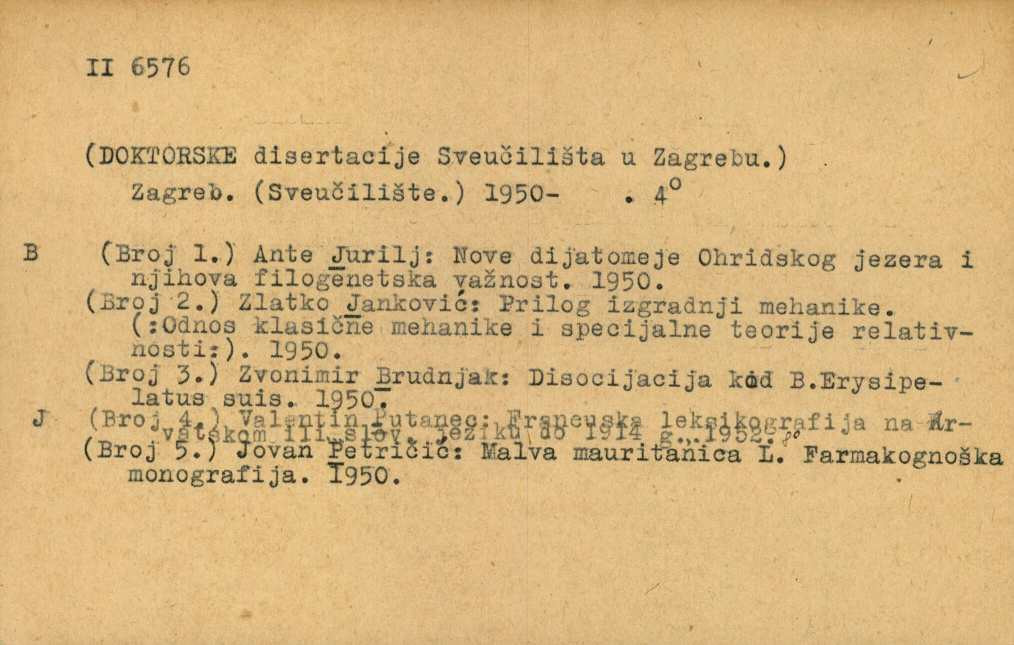 II 6576
(DOKTORSKE disertacije Sveučilišta u Zagrebu.)
Zagreb. (Sveučilište.) 1950-     . 4°
B (Broj 1.) Ante Jurilj: Nove dijatomeje Ohridskog jezera i
njihova filogenetska važnost. 1950.
(Broj 2.) Zlatko Janković: Prilog izgradnji mehanike.
(:Odnos klasične mehanike i specijalne teorije relativ-
nosti:). 1950.
(Broj 3.) Zvonimir Brudnjak: Disocijacija kod B.Erysipe-
latus suis. 1950.
J (Broj 4.) Valentin Putanec: Francuska leksikografija na Hr-
vatskom ili slov. jeziku do 1914 g. 1952.
(Broj 5.) Jovan Petričić: Malva mauritanica L. Farmakognoška
monografija. 1950.